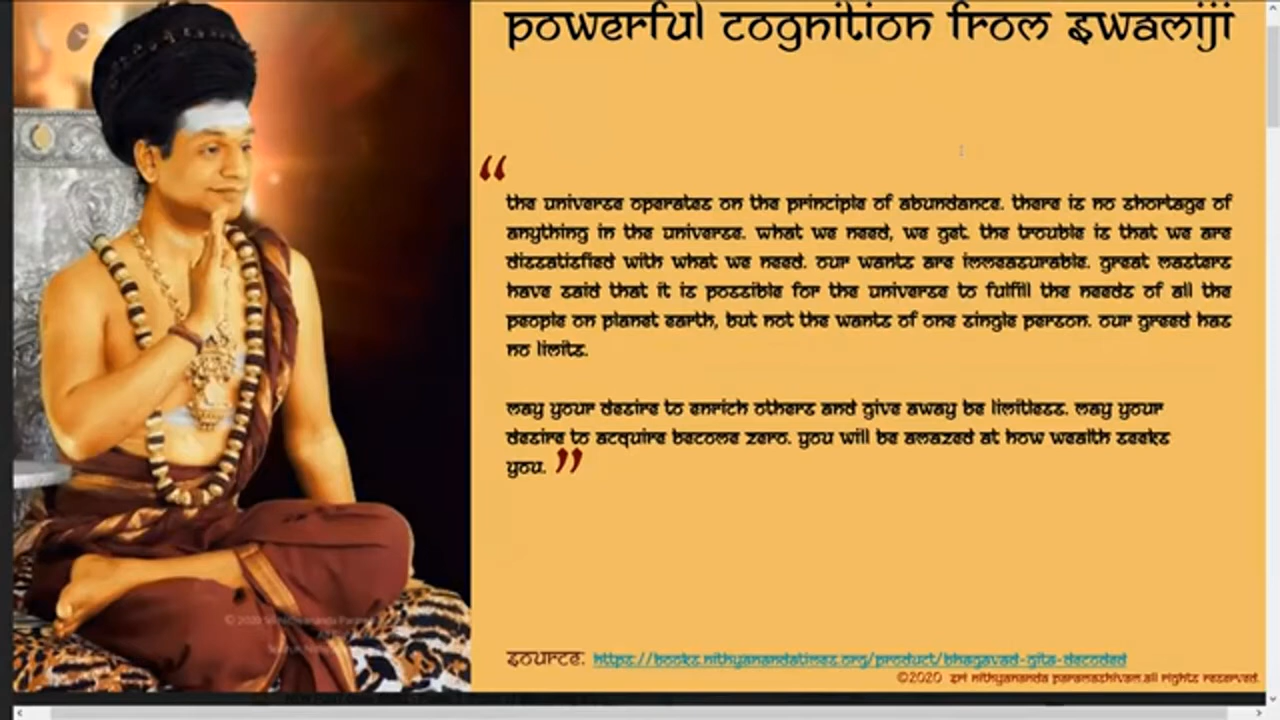 powerful cognition from swamiji
“
the universe operates on the principle of abundance. there is no shortage of
anything in the universe. what we need, we get. the trouble is that we are
dissatisfied with what we need. our wants are immeasurable. great masters
have said that it is possible for the universe to fulfill the needs of all the
people on planet earth, but not the wants of one single person. our greed has
no limits.
may your desire to enrich others and give away be limitless. may your
desire to acquire become zero. you will be amazed at how wealth seeks
you. ”
© 2020 Sri Nithyananda
source: https://books.nithyanandatimes.org/product/bhagavad-gita-decoded
©2020 sri nithyananda paramashivam.all rights reserved.